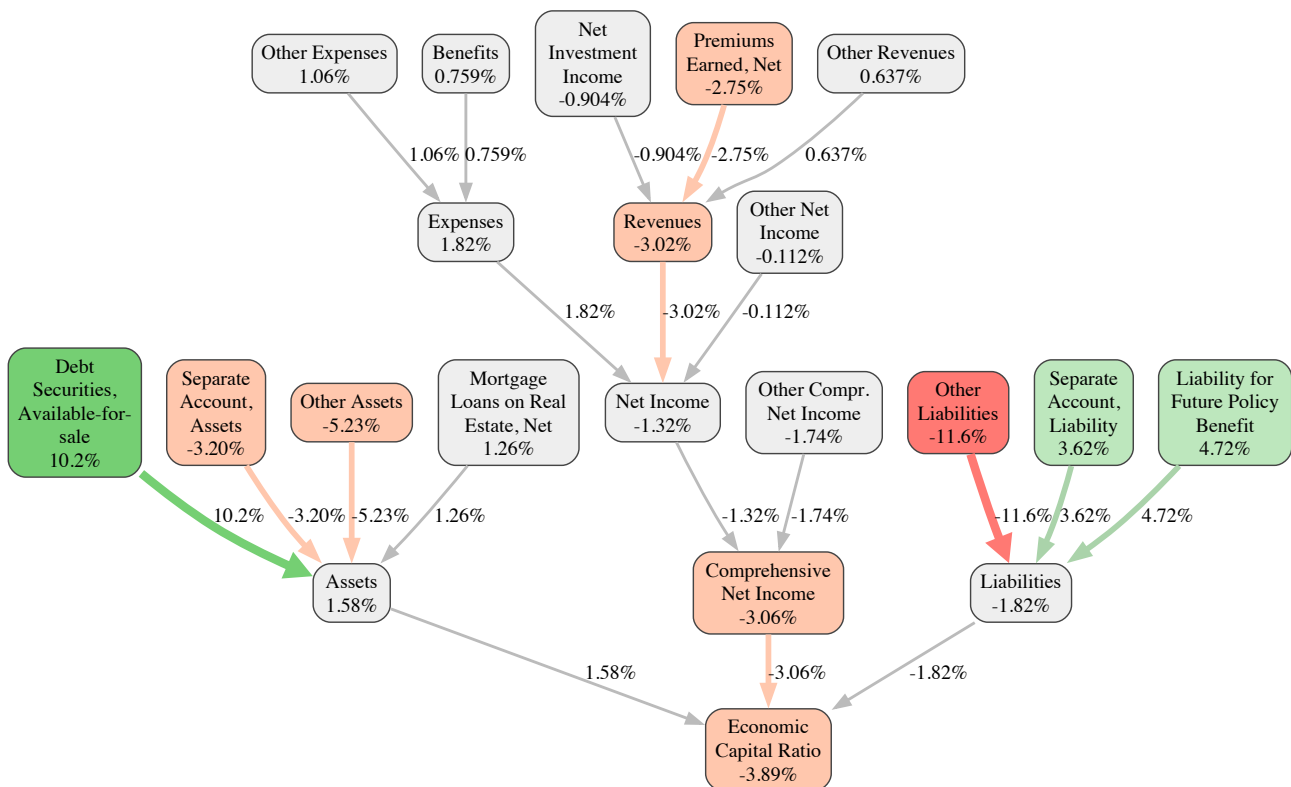 Other Expenses
1.06%
Benefits
0.759%
Net
Investment
Income
-0.904%
Premiums
Earned, Net
-2.75%
Other Revenues
0.637%
1.06%
0.759%
-0.904%
-2.75%
0.637%
Expenses
1.82%
Revenues
-3.02%
Other Net
Income
-0.112%
1.82%
-3.02%
-0.112%
Debt
Securities,
Available-for-
sale
10.2%
Separate
Account,
Assets
-3.20%
Other Assets
-5.23%
Mortgage
Loans on Real
Estate, Net
1.26%
Net Income
-1.32%
Other Compr.
Net Income
-1.74%
Other
Liabilities
-11.6%
Separate
Account,
Liability
3.62%
Liability for
Future Policy
Benefit
4.72%
10.2%
-3.20%
-5.23%
1.26%
-1.32%
-1.74%
-11.6%
3.62%
4.72%
Assets
1.58%
Comprehensive
Net Income
-3.06%
Liabilities
-1.82%
1.58%
-3.06%
-1.82%
Economic
Capital Ratio
-3.89%